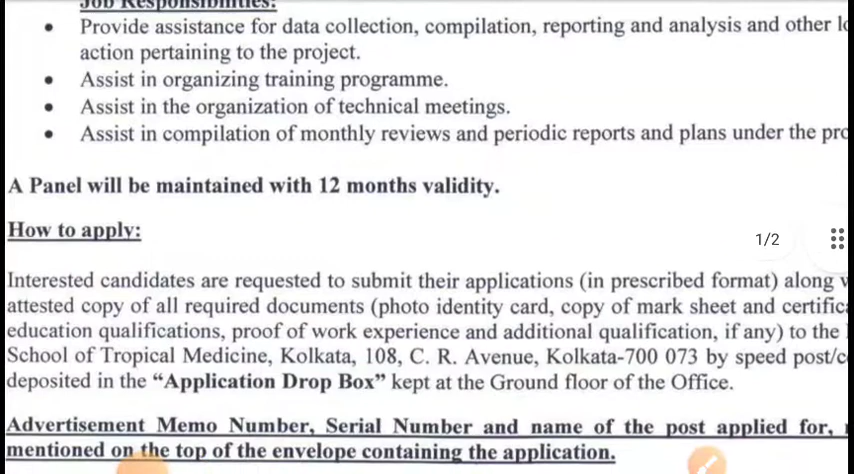 Job Responsibilities:
• Provide assistance for data collection, compilation, reporting and analysis and other
action pertaining to the project.
• Assist in organizing training programme.
• Assist in the organization of technical meetings.
• Assist in compilation of monthly reviews and periodic reports and plans under the
A Panel will be maintained with 12 months validity.
How to apply:
1/2
Interested candidates are requested to submit their applications (in prescribed format) along
attested copy of all required documents (photo identity card, copy of mark sheet and
education qualifications, proof of work experience and additional qualification, if any) to the
School of Tropical Medicine, Kolkata, 108, C. R. Avenue, Kolkata-700 073 by speed
deposited in the “Application Drop Box” kept at the Ground floor of the Office.
Advertisement Memo Number, Serial Number and name of the post applied for,
mentioned on the top of the envelope containing the application.